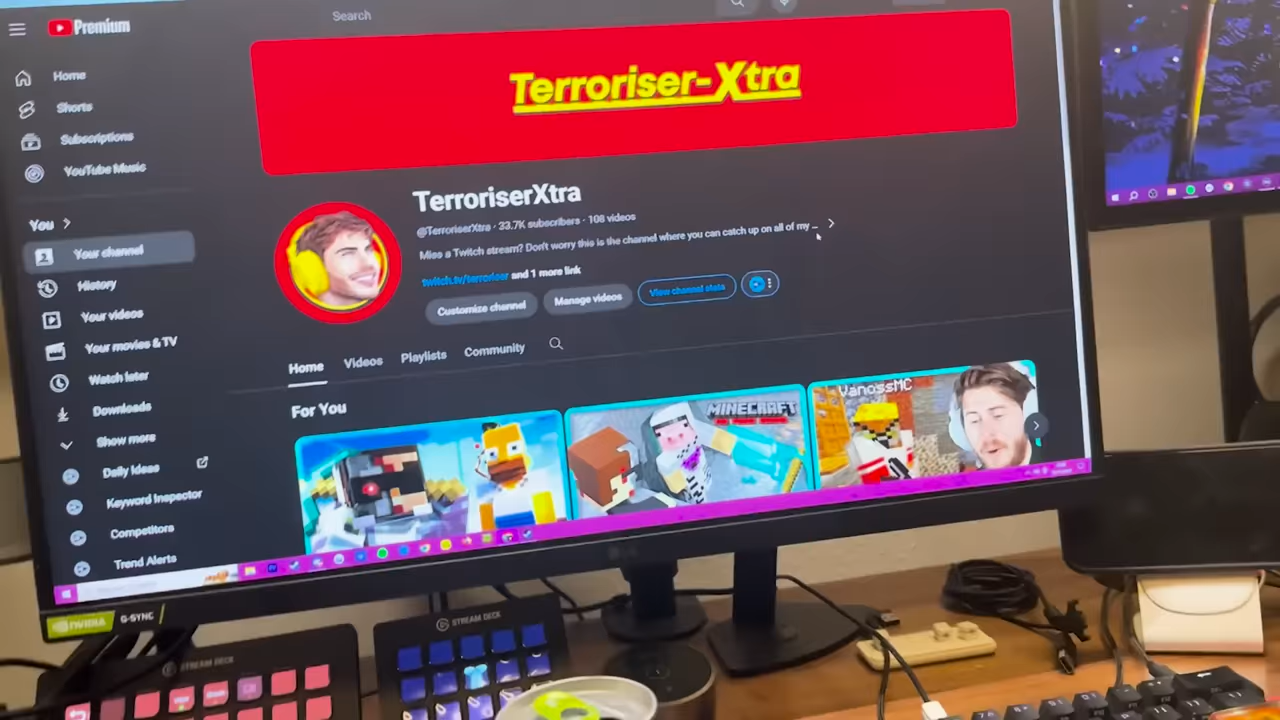 Premium
Search
Home
Shorts
Subscriptions
YouTube Music
You
Your channel
History
Your videos
Your movies & TV
Watch later
Downloads
Show more
Daily Ideas
Keyword Inspector
Competitors
Trend Alerts
Terroriser-Xtra
TerroriserXtra
@TerroriserXtra · 33.7K subscribers · 108 videos
Miss a Twitch stream? Don't worry this is the channel where you can catch up on all of my ...
twitch.tv/terroriser and 1 more link
Customize channel
Manage videos
View channel stats
Home
Videos
Playlists
Community
For You
MINECRAFT
VanossMC
NVIDIA
G-SYNC
LG
STREAM DECK
STREAM DECK